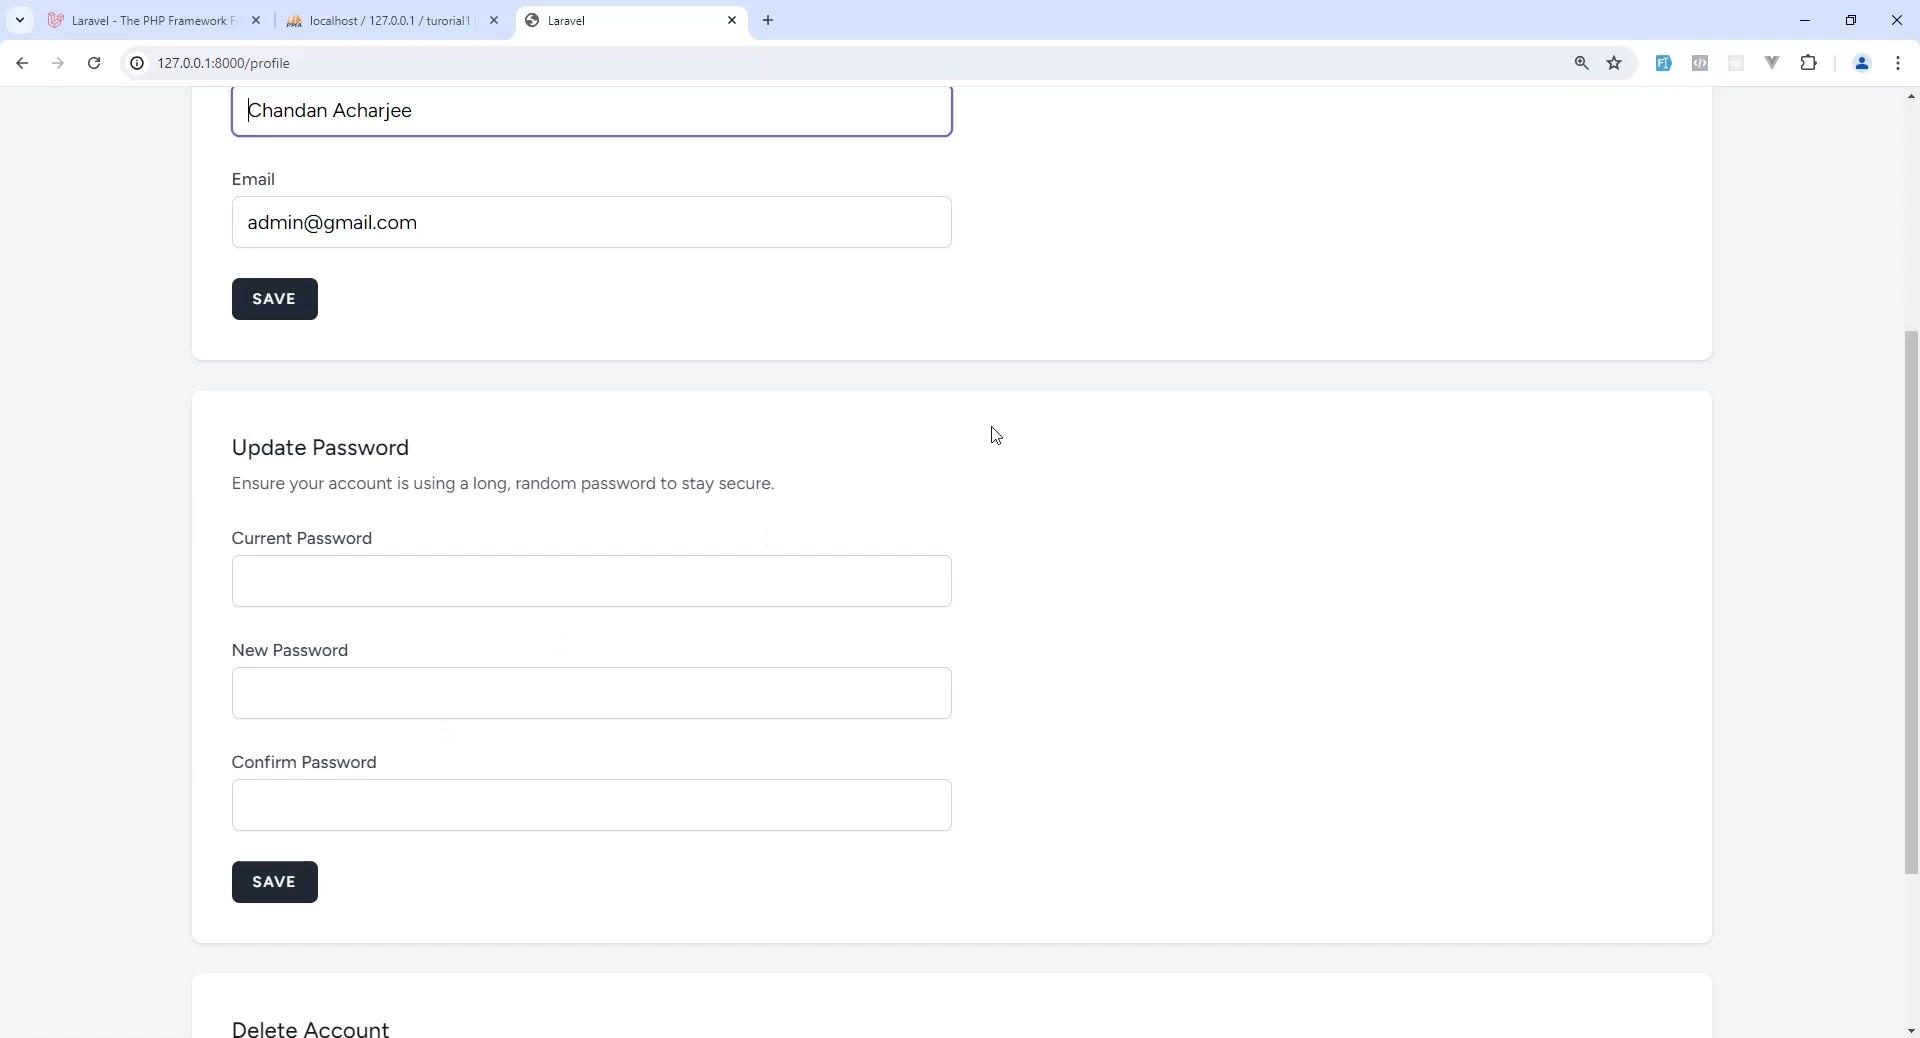 Laravel - The PHP Framework F
localhost / 127.0.0.1 / turorial1
Laravel
127.0.0.1:8000/profile
Chandan Acharjee
Email
admin@gmail.com
SAVE
Update Password
Ensure your account is using a long, random password to stay secure.
Current Password
New Password
Confirm Password
SAVE
Delete Account